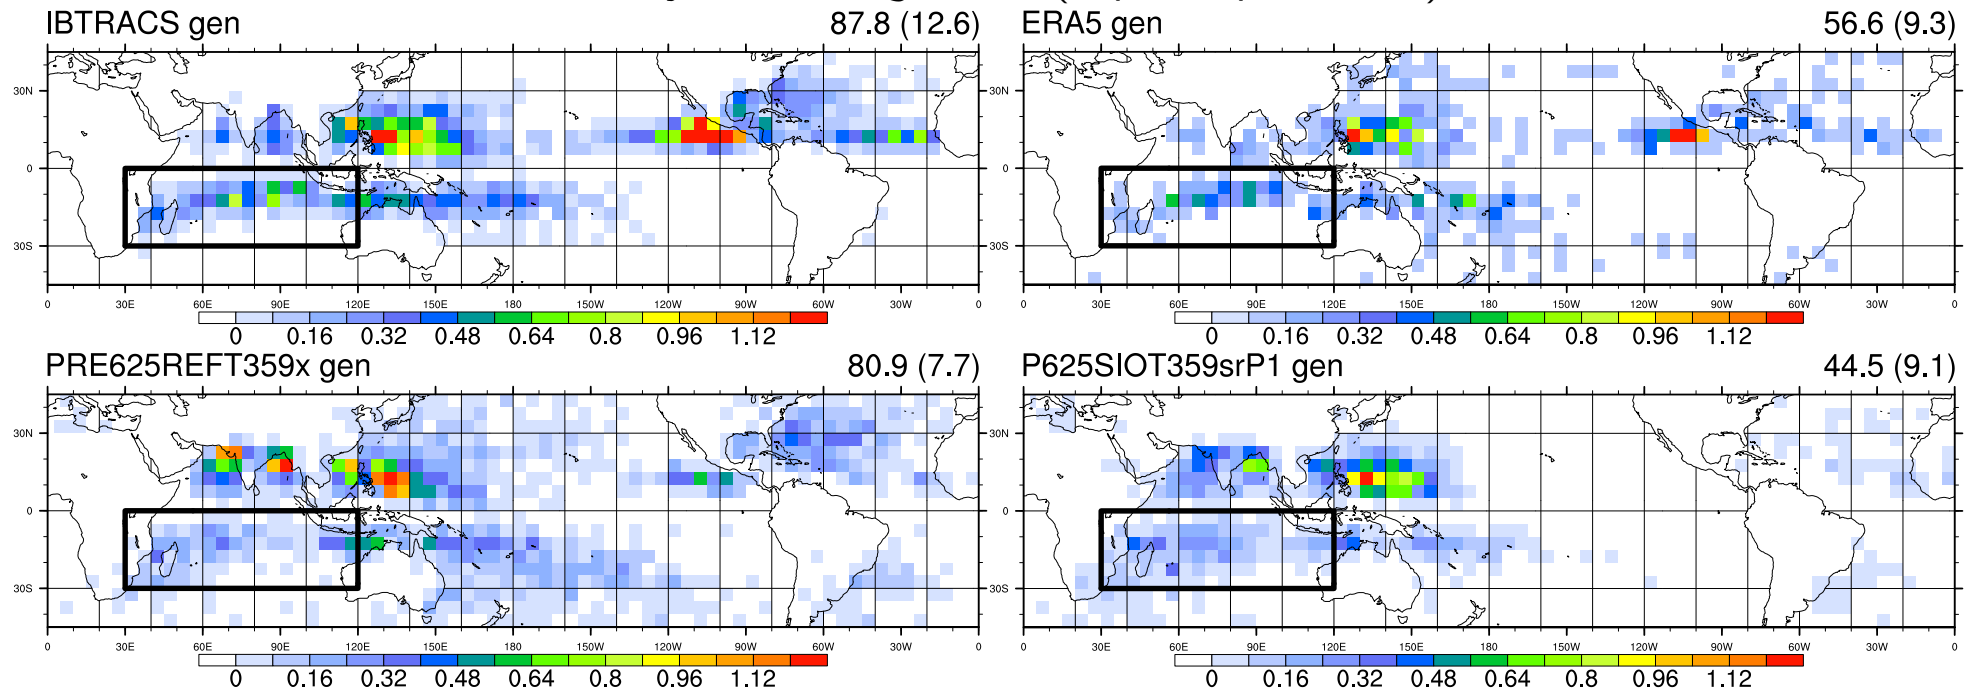 IBTRACS gen 87.8 (12.6)
30N
0
30S
0 30E 60E 90E 120E 150E 180 150W 120W 90W 60W 30W 0
0 0.16 0.32 0.48 0.64 0.8 0.96 1.12
ERA5 gen 56.6 (9.3)
30N
0
30S
0 30E 60E 90E 120E 150E 180 150W 120W 90W 60W 30W 0
0 0.16 0.32 0.48 0.64 0.8 0.96 1.12
PRE625REFT359x gen 80.9 (7.7)
30N
0
30S
0 30E 60E 90E 120E 150E 180 150W 120W 90W 60W 30W 0
0 0.16 0.32 0.48 0.64 0.8 0.96 1.12
P625SIOT359srP1 gen 44.5 (9.1)
30N
0
30S
0 30E 60E 90E 120E 150E 180 150W 120W 90W 60W 30W 0
0 0.16 0.32 0.48 0.64 0.8 0.96 1.12